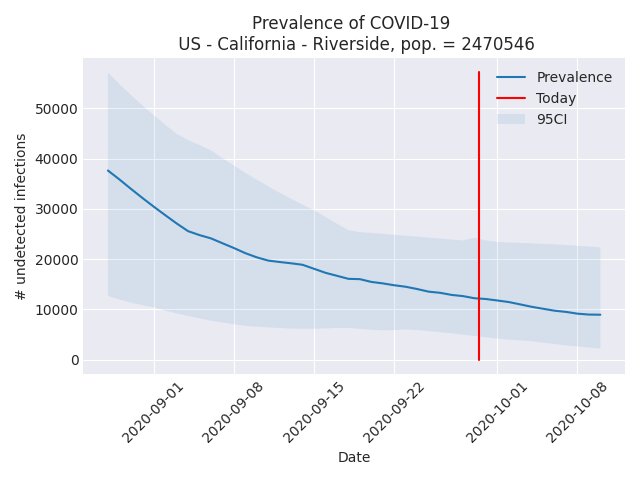 Prevalence of COVID-19
US - California - Riverside, pop. = 2470546
Prevalence
Today
95CI
# undetected infections
50000
40000
30000
20000
10000
0
2020-09-01
2020-09-08
2020-09-15
2020-09-22
2020-10-01
2020-10-08
Date